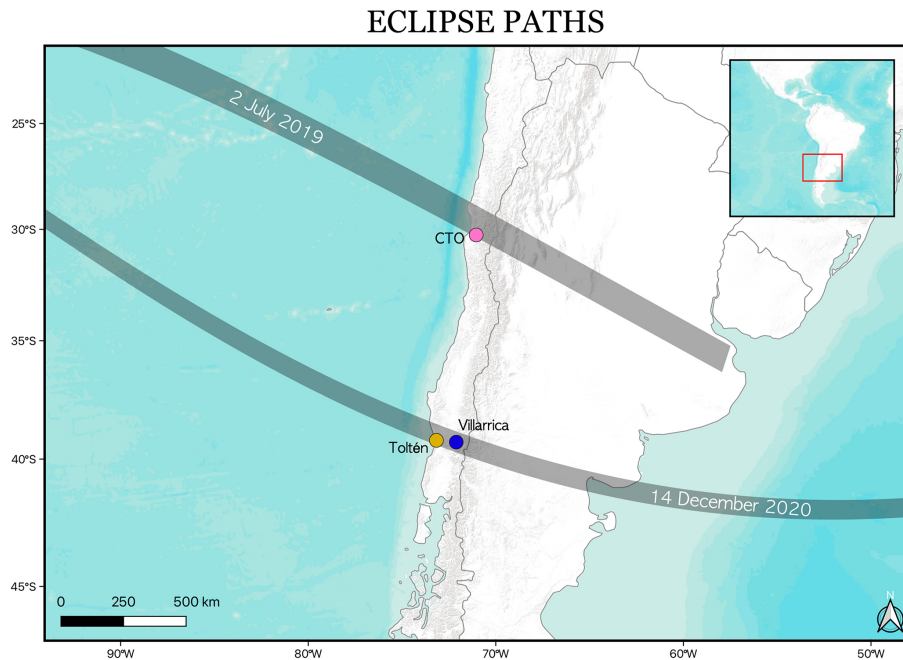 ECLIPSE PATHS
2 July 2019
25°S
30°S
CTO
35°S
Villarrica
Toltén
40°S
14 December 2020
45°S
0 250 500 km
N
90°W 80°W 70°W 60°W 50°W